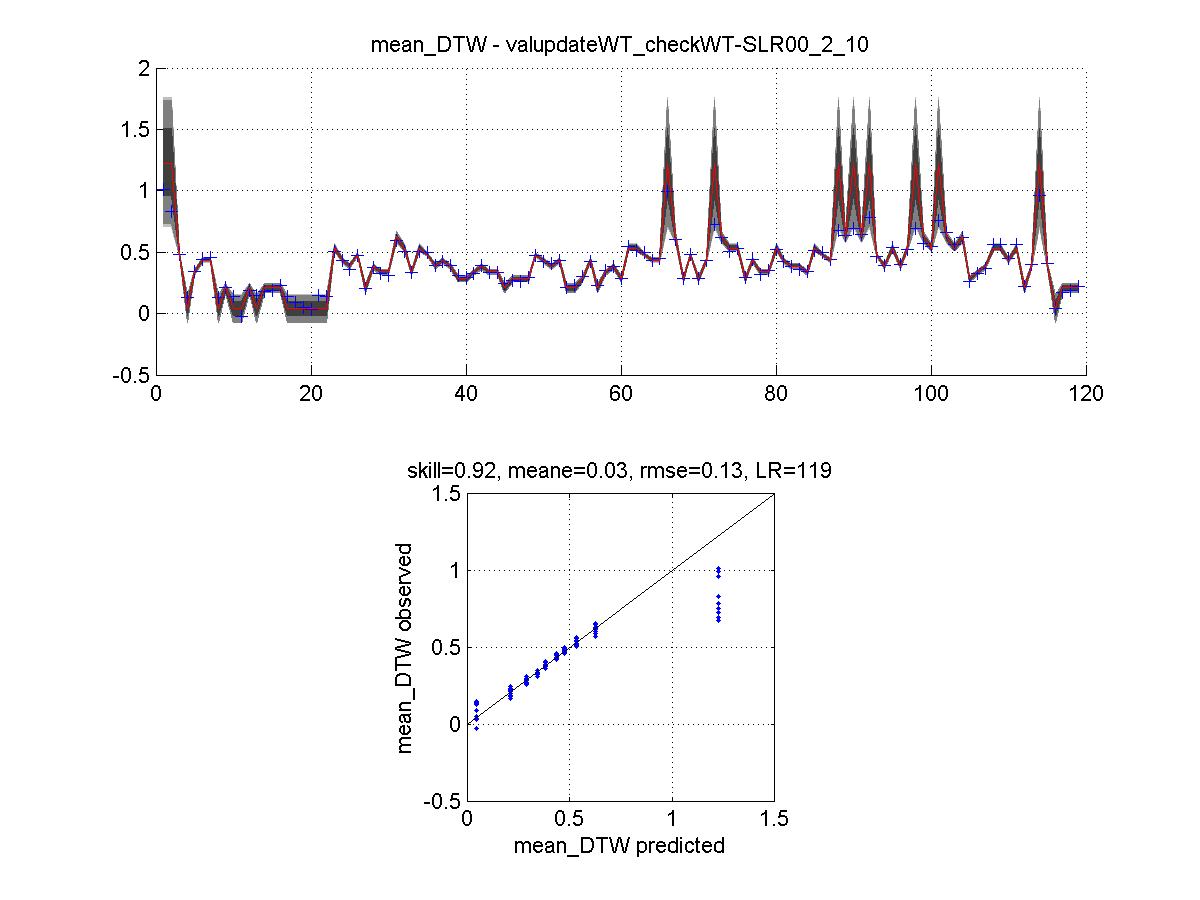 mean_DTW - valupdateWT_checkWT-SLR00_2_10
2
1.5
1
0.5
0
-0.5
0 20 40 60 80 100 120
skill=0.92, meane=0.03, rmse=0.13, LR=119
1.5
1
0.5
0
-0.5
mean_DTW observed
0 0.5 1 1.5
mean_DTW predicted